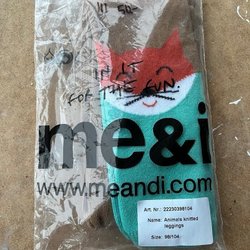 IN IT
FOR THE FUN
me&i
www.meandi.com
Art. Nr.: 22230398104
Name: Animals knitted
leggings
Size: 98/104